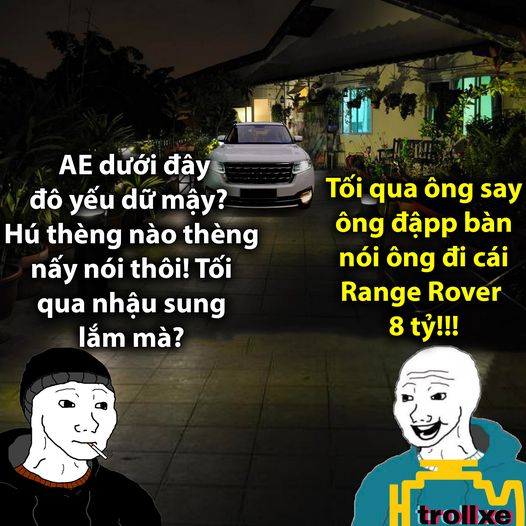 AE dưới đây
đô yếu dữ mậy?
Hú thèng nào thèng
nấy nói thôi! Tối
qua nhậu sung
lắm mà?
Tối qua ông say
ông đậpp bàn
nói ông đi cái
Range Rover
8 tỷ!!!
trollxe